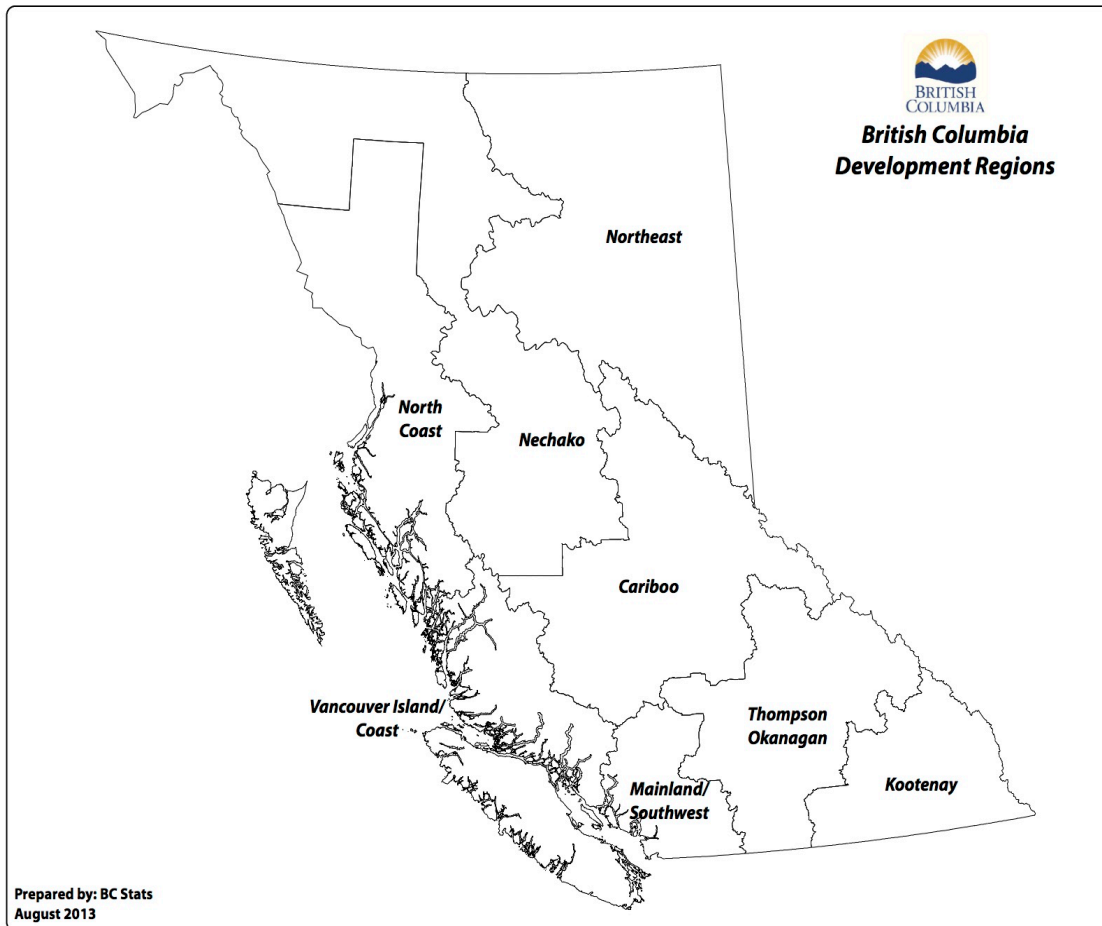 BRITISH
COLUMBIA
British Columbia
Development Regions
Northeast
North
Coast
Nechako
Cariboo
Vancouver Island/
Coast
Thompson
Okanagan
Mainland/
Southwest
Kootenay
Prepared by: BC Stats
August 2013